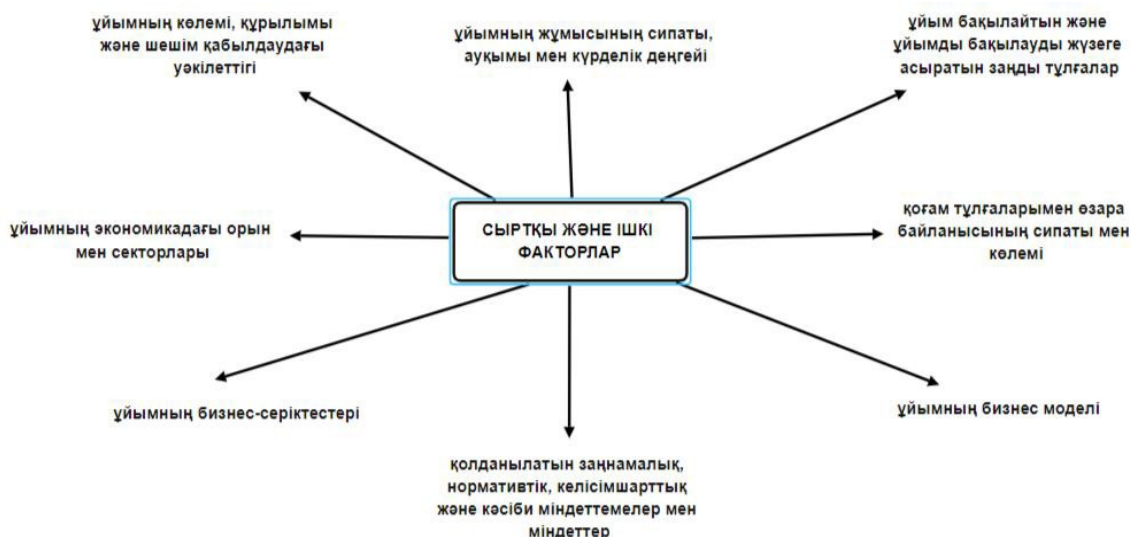 ұйымның көлемі, құрылымы
және шешім қабылдаудағы
уәкілеттігі
ұйымның жұмысының сипаты,
ауқымы мен күрделік деңгейі
ұйым бақылайтын және
ұйымды бақылауды жүзеге
асыратын заңды тұлғалар
ұйымның экономикадағы орын
мен секторлары
СЫРТҚЫ ЖӘНЕ ІШКІ
ФАКТОРЛАР
қоғам тұлғаларымен өзара
байланысының сипаты мен
көлемі
ұйымның бизнес-серіктестері
қолданылатын заңнамалық,
нормативтік, келісімшарттық
және кәсіби міндеттемелер мен
міндеттер
ұйымның бизнес моделі